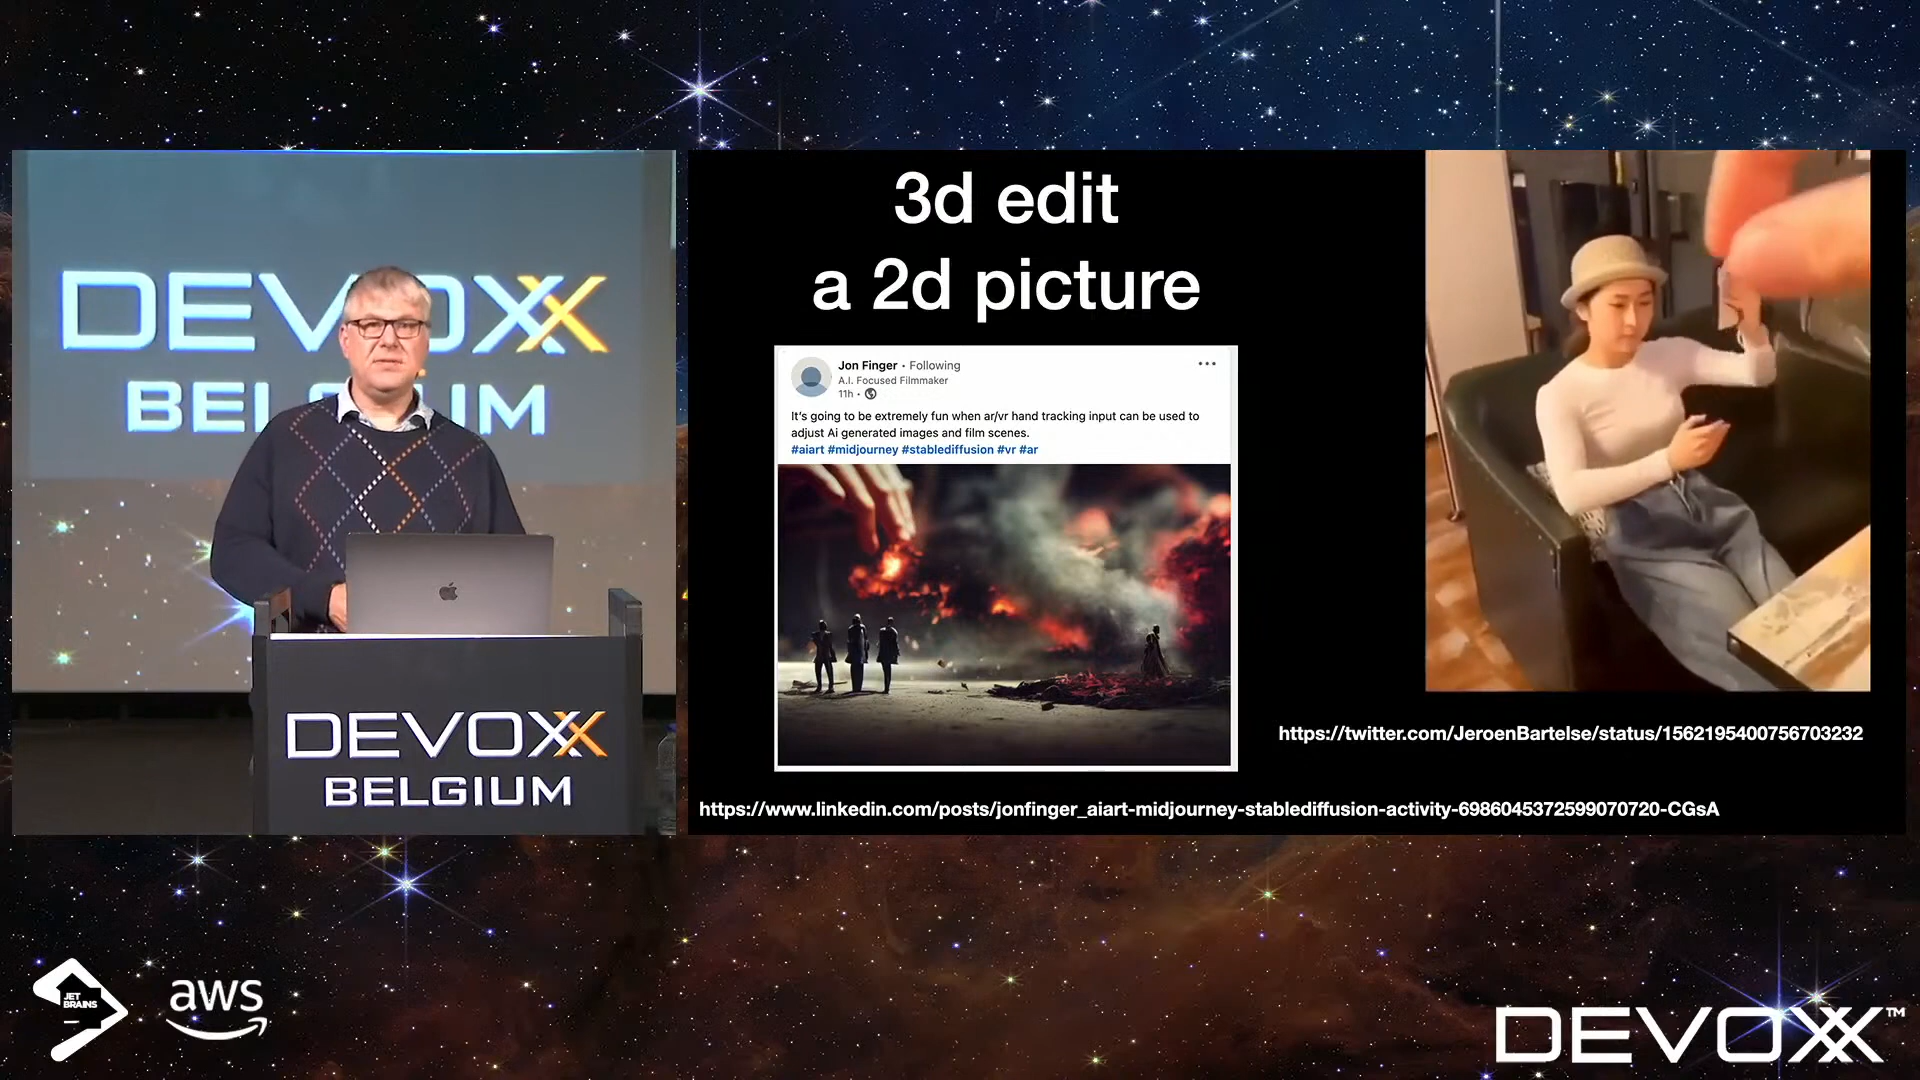 DEVOXX
BELGIUM
DEVOXX
BELGIUM
3d edit
a 2d picture
Jon Finger • Following
A.I. Focused Filmmaker
11h •
It's going to be extremely fun when ar/vr hand tracking input can be used to
adjust Ai generated images and film scenes.
#aiart #midjourney #stablediffusion #vr #ar
https://twitter.com/JeroenBartelse/status/1562195400756703232
https://www.linkedin.com/posts/jonfinger_aiart-midjourney-stablediffusion-activity-6986045372599070720-CGsA
JET
BRAINS
aws
DEVOXX™